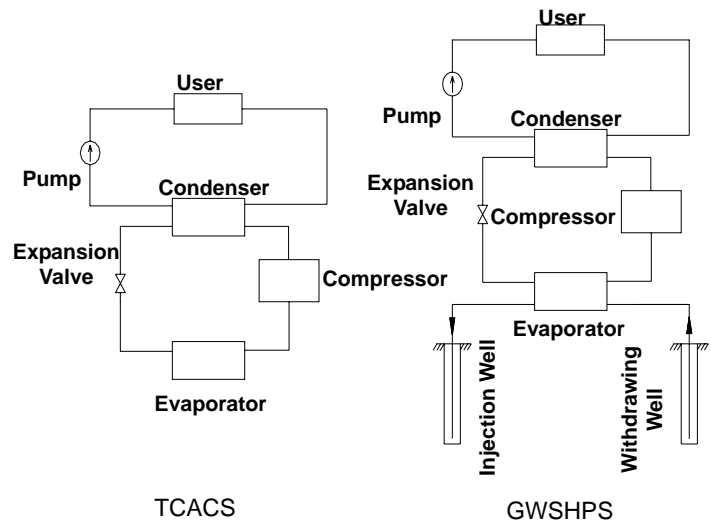 User
Pump
Condenser
Expansion
Valve
Compressor
Evaporator
TCACS
User
Pump
Condenser
Expansion
Valve
Compressor
Evaporator
Injection Well
Withdrawing
Well
GWSHPS